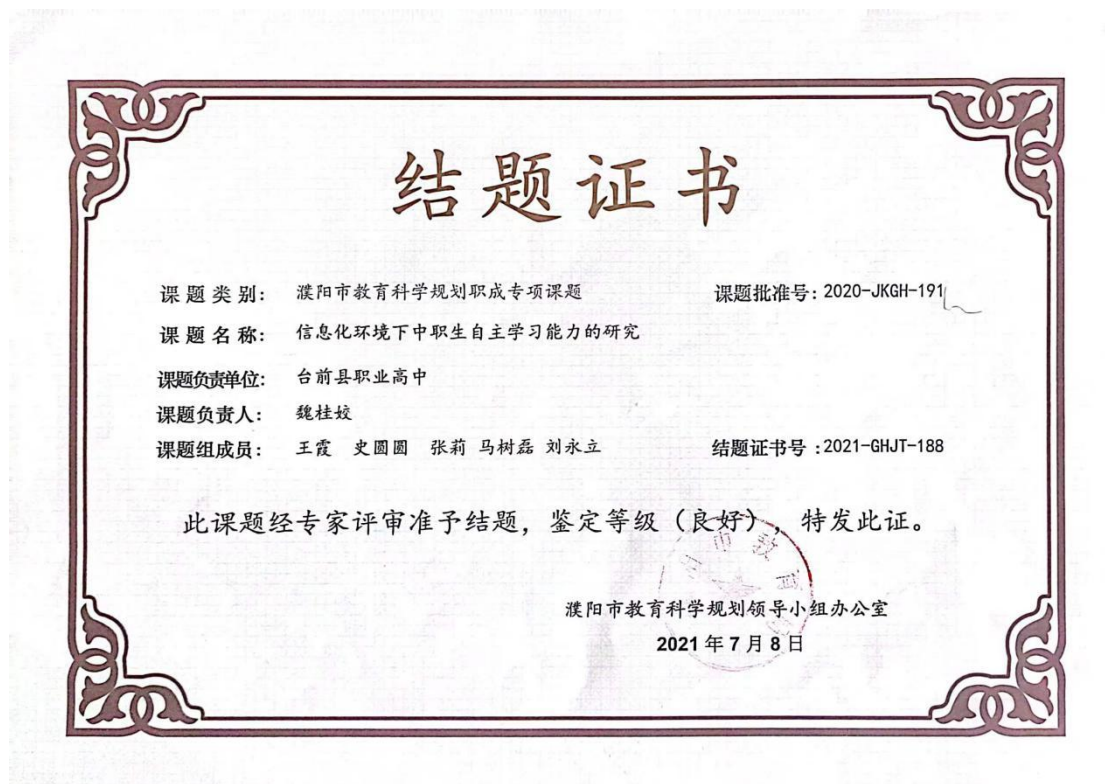 结题证书
课题类别: 濮阳市教育科学规划职成专项课题 课题批准号: 2020-JKGH-191
课题名称: 信息化环境下中职生自主学习能力的研究
课题负责单位: 台前县职业高中
课题负责人: 魏桂姣
课题组成员: 王霞 史圆圆 张莉 马树磊 刘永立 结题证书号:2021-GHJT-188
此课题经专家评审准予结题，鉴定等级（良好），特发此证。
市教育
濮阳市教育科学规划领导小组办公室
2021年7月8日